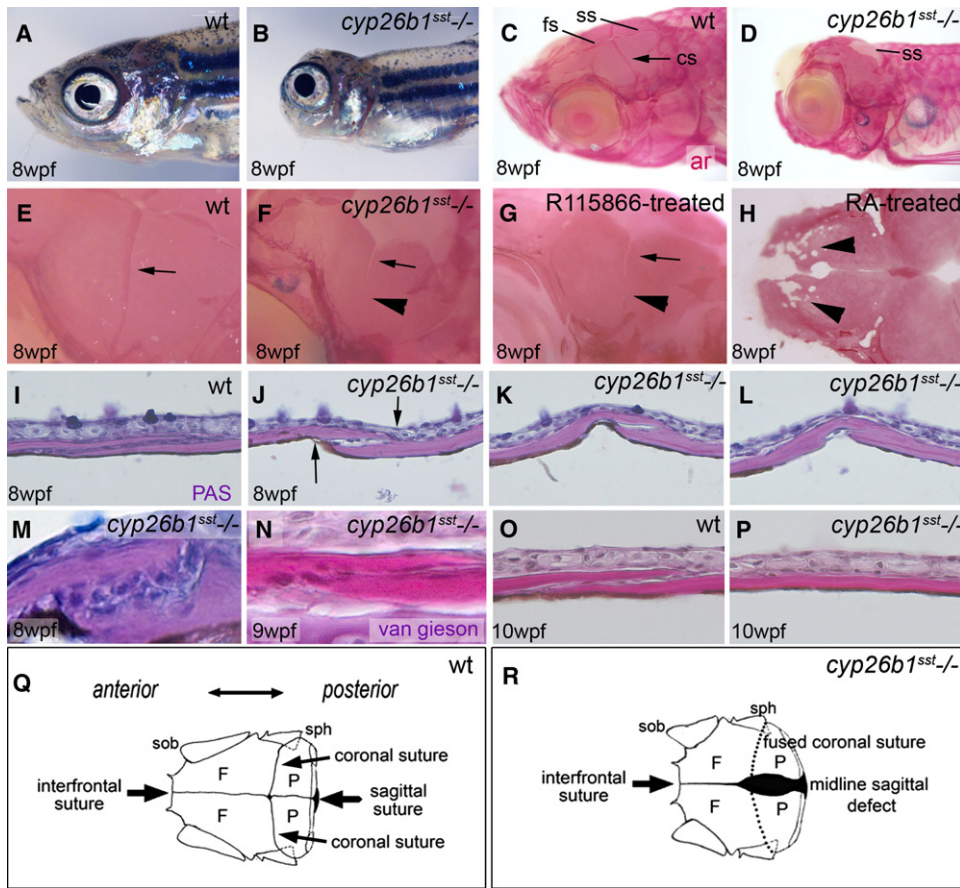 A
wt
8wpf
B
cyp26b1sst-/-
8wpf
C
wt
fs
ss
cs
8wpf
ar
D
cyp26b1sst-/-
ss
8wpf
E
wt
8wpf
F
cyp26b1sst-/-
8wpf
G
R115866-treated
8wpf
H
RA-treated
8wpf
I
wt
8wpf
PAS
J
cyp26b1sst-/-
8wpf
K
cyp26b1sst-/-
L
M
cyp26b1sst-/-
8wpf
N
cyp26b1sst-/-
9wpf
van gieson
O
wt
10wpf
P
cyp26b1sst-/-
10wpf
Q
wt
anterior
posterior
sob
sph
coronal suture
interfrontal
suture
F
P
F
P
sagittal
suture
coronal suture
R
cyp26b1sst-/-
sph
sob
fused coronal suture
interfrontal
suture
F
P
F
P
midline sagittal
defect